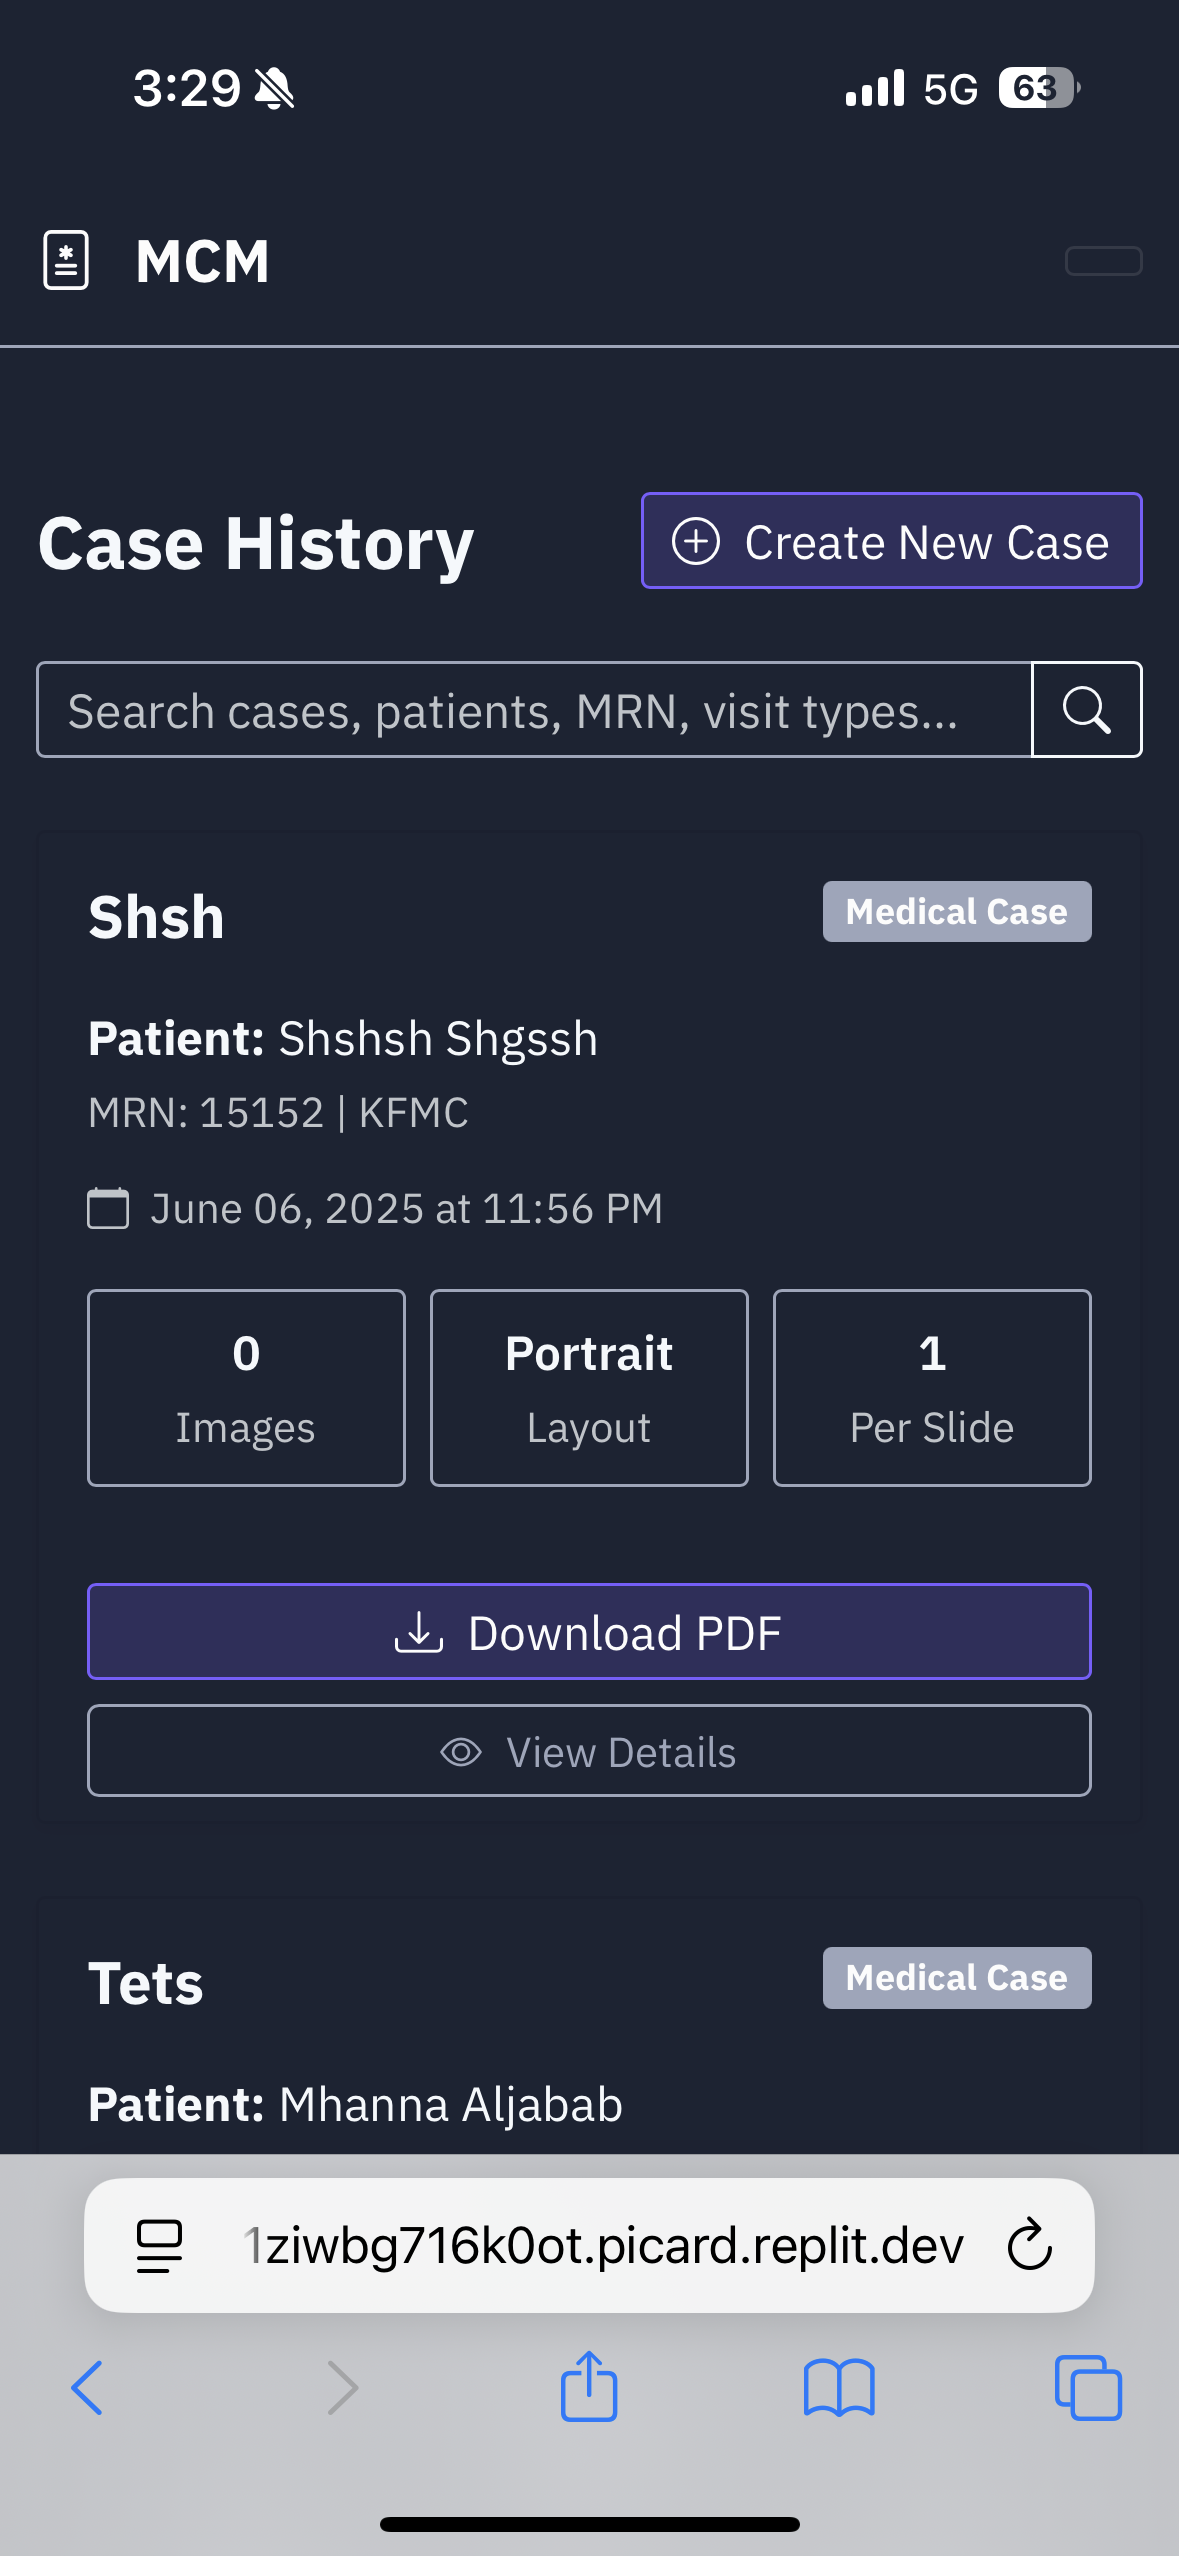 3:29
5G
63
MCM
Case History
Create New Case
Search cases, patients, MRN, visit types...
Shsh
Medical Case
Patient: Shshsh Shgssh
MRN: 15152 | KFMC
June 06, 2025 at 11:56 PM
0
Images
Portrait
Layout
1
Per Slide
Download PDF
View Details
Tets
Medical Case
Patient: Mhanna Aljabab
1ziwbg716k0ot.picard.replit.dev